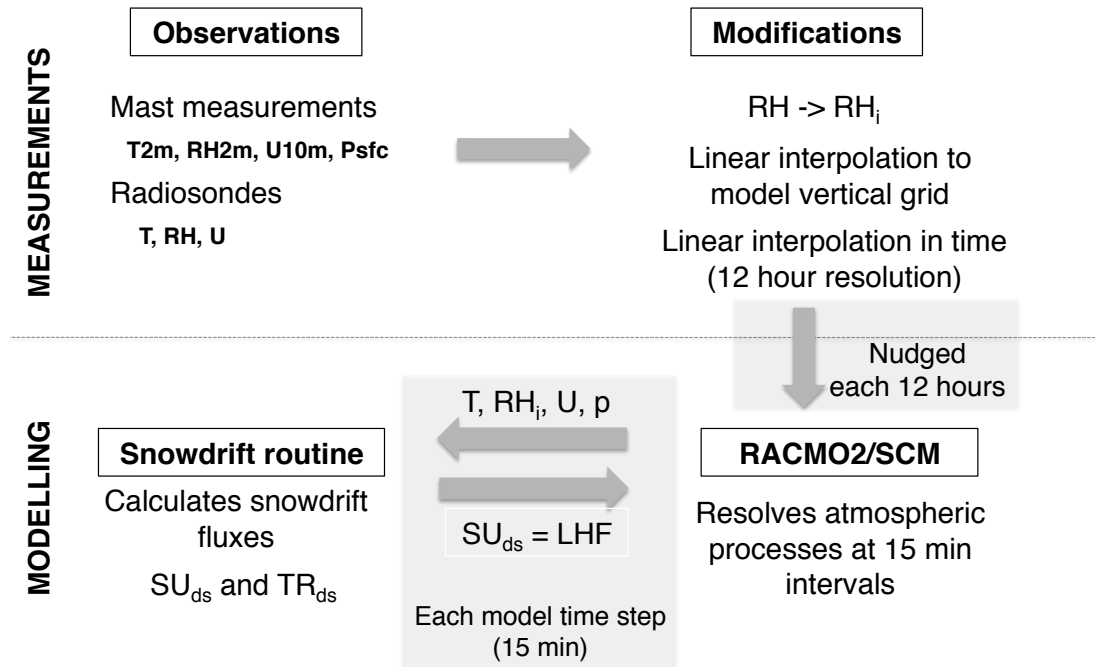 MEASUREMENTS
Observations
Mast measurements
T2m, RH2m, U10m, Psfc
Radiosondes
T, RH, U
Modifications
RH -> RHi
Linear interpolation to
model vertical grid
Linear interpolation in time
(12 hour resolution)
Nudged
each 12 hours
MODELLING
Snowdrift routine
Calculates snowdrift
fluxes
SUds and TRds
T, RHi, U, p
SUds = LHF
Each model time step
(15 min)
RACMO2/SCM
Resolves atmospheric
processes at 15 min
intervals